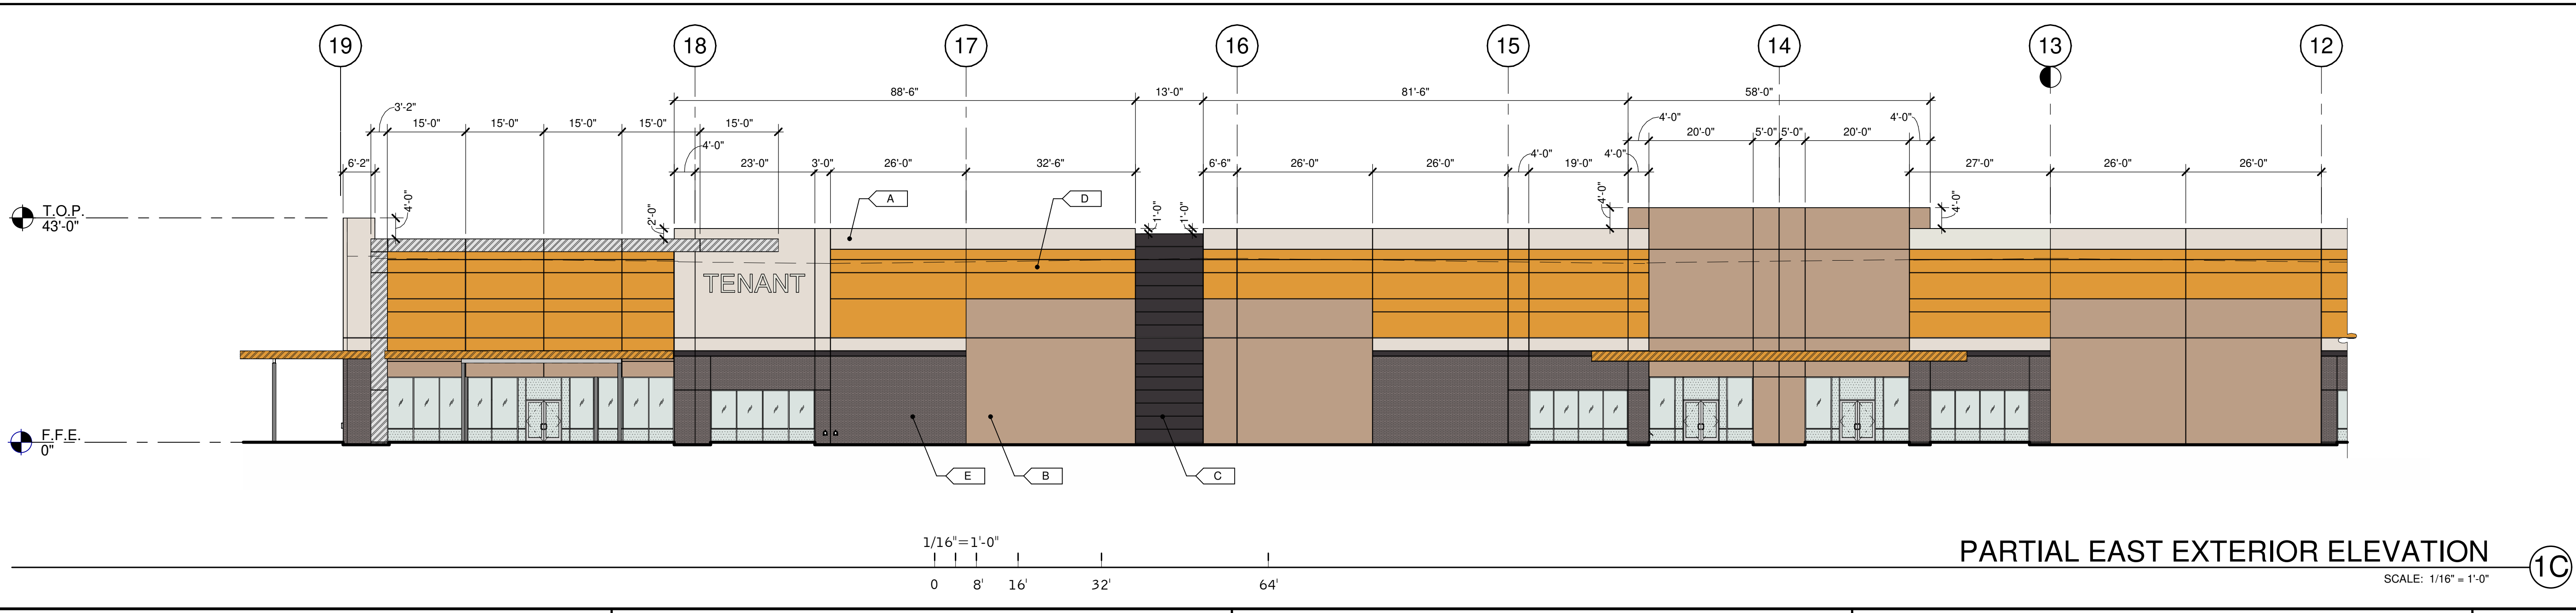 19 18 17 16 15 14 13 12
88'-6" 13'-0" 81'-6" 58'-0"
3'-2"
15'-0" 15'-0" 15'-0" 15'-0" 15'-0"
4'-0" 20'-0" 5'-0" 5'-0" 20'-0" 4'-0"
6'-2" 4'-0" 23'-0" 3'-0" 26'-0" 32'-6" 6'-6" 26'-0" 26'-0" 4'-0" 19'-0" 4'-0" 27'-0" 26'-0" 26'-0"
A D
4'-0" 2'-0" 1'-0" 1'-0" 4'-0" 4'-0"
T.O.P.
43'-0"
TENANT
F.F.E.
0"
E B C
1/16"=1'-0"
0 8' 16' 32' 64'
PARTIAL EAST EXTERIOR ELEVATION
1C
SCALE: 1/16" = 1'-0"